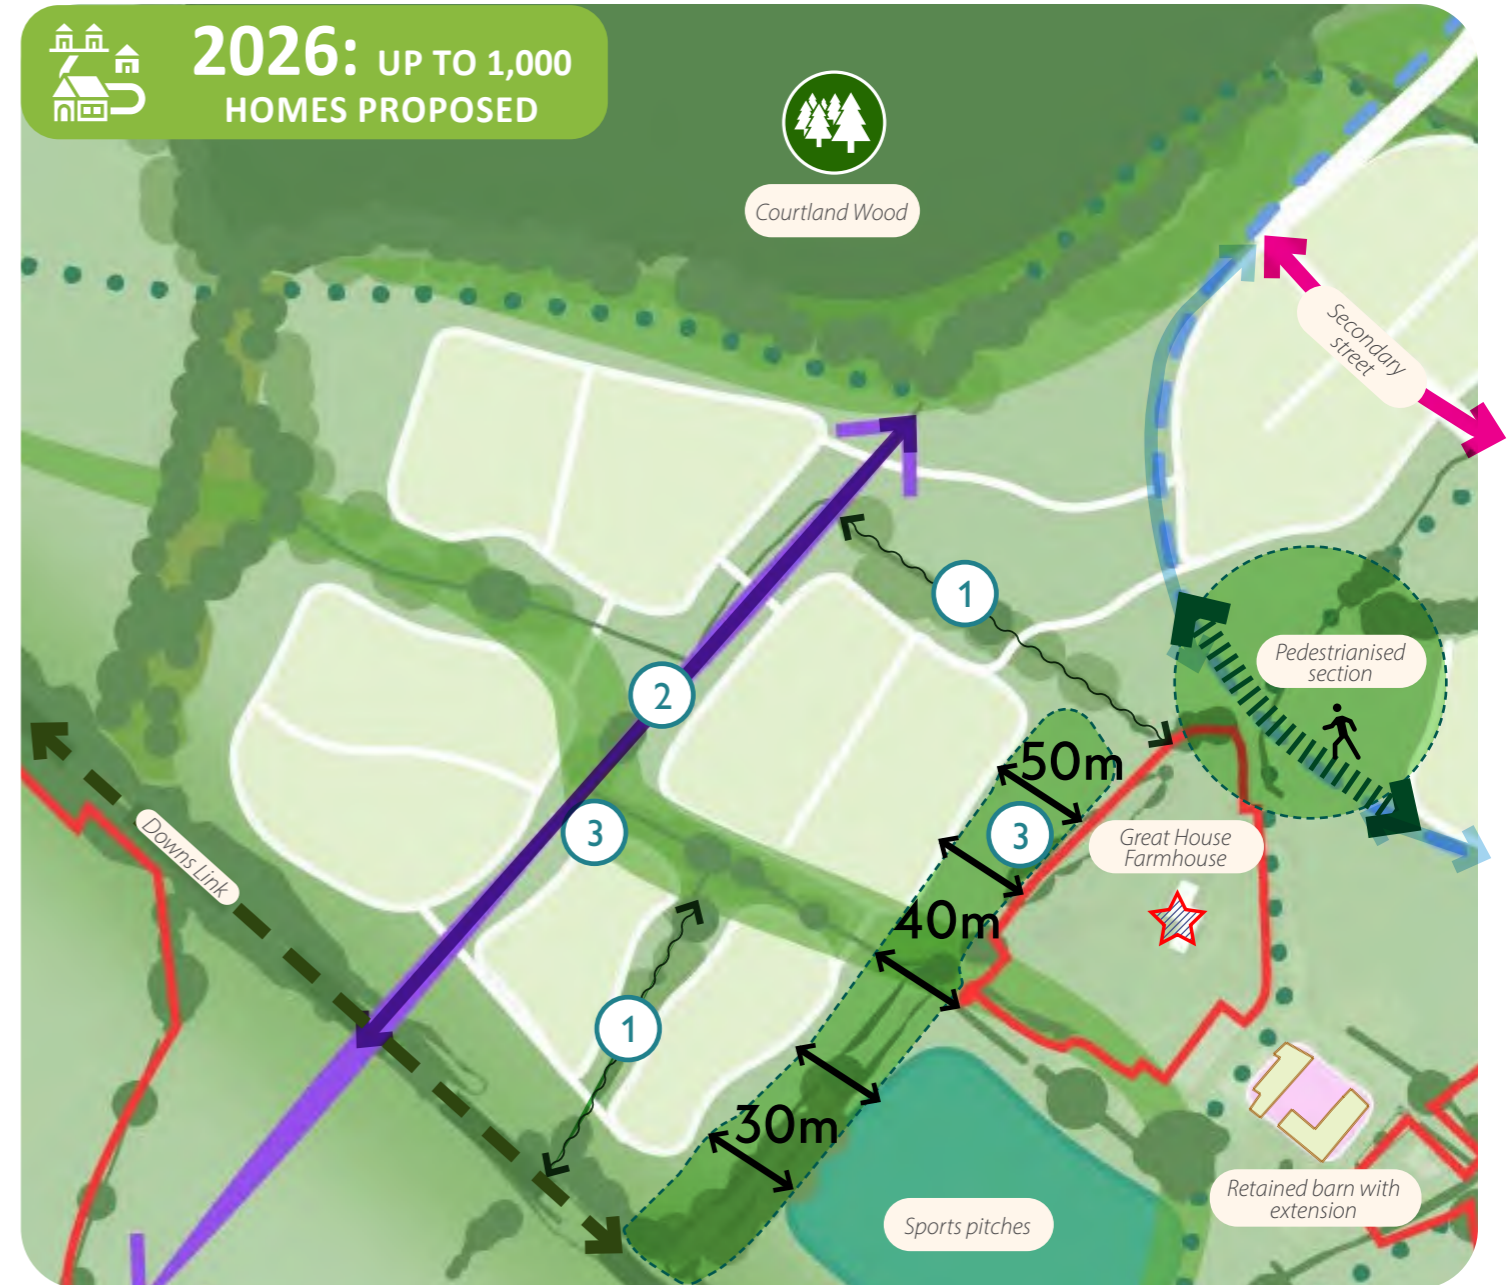 2026: UP TO 1,000
HOMES PROPOSED
Courtland Wood
Secondary
street
1
Pedestrianised
section
2
50m
3
3
Great House
Farmhouse
Downs Link
40m
1
30m
Retained barn with
extension
Sports pitches